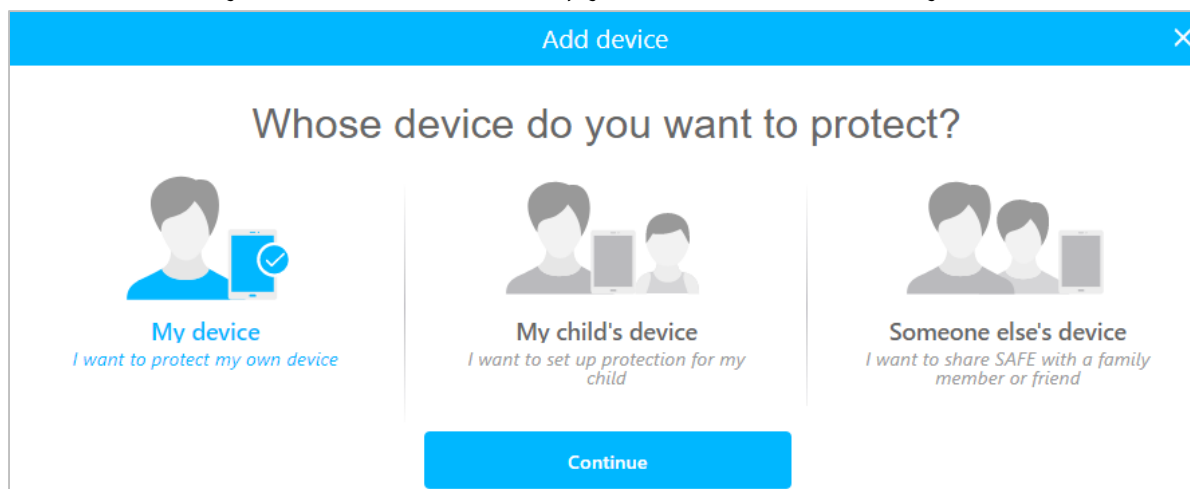 Add device
Whose device do you want to protect?
My device
I want to protect my own device
My child's device
I want to set up protection for my
child
Someone else's device
I want to share SAFE with a family
member or friend
Continue